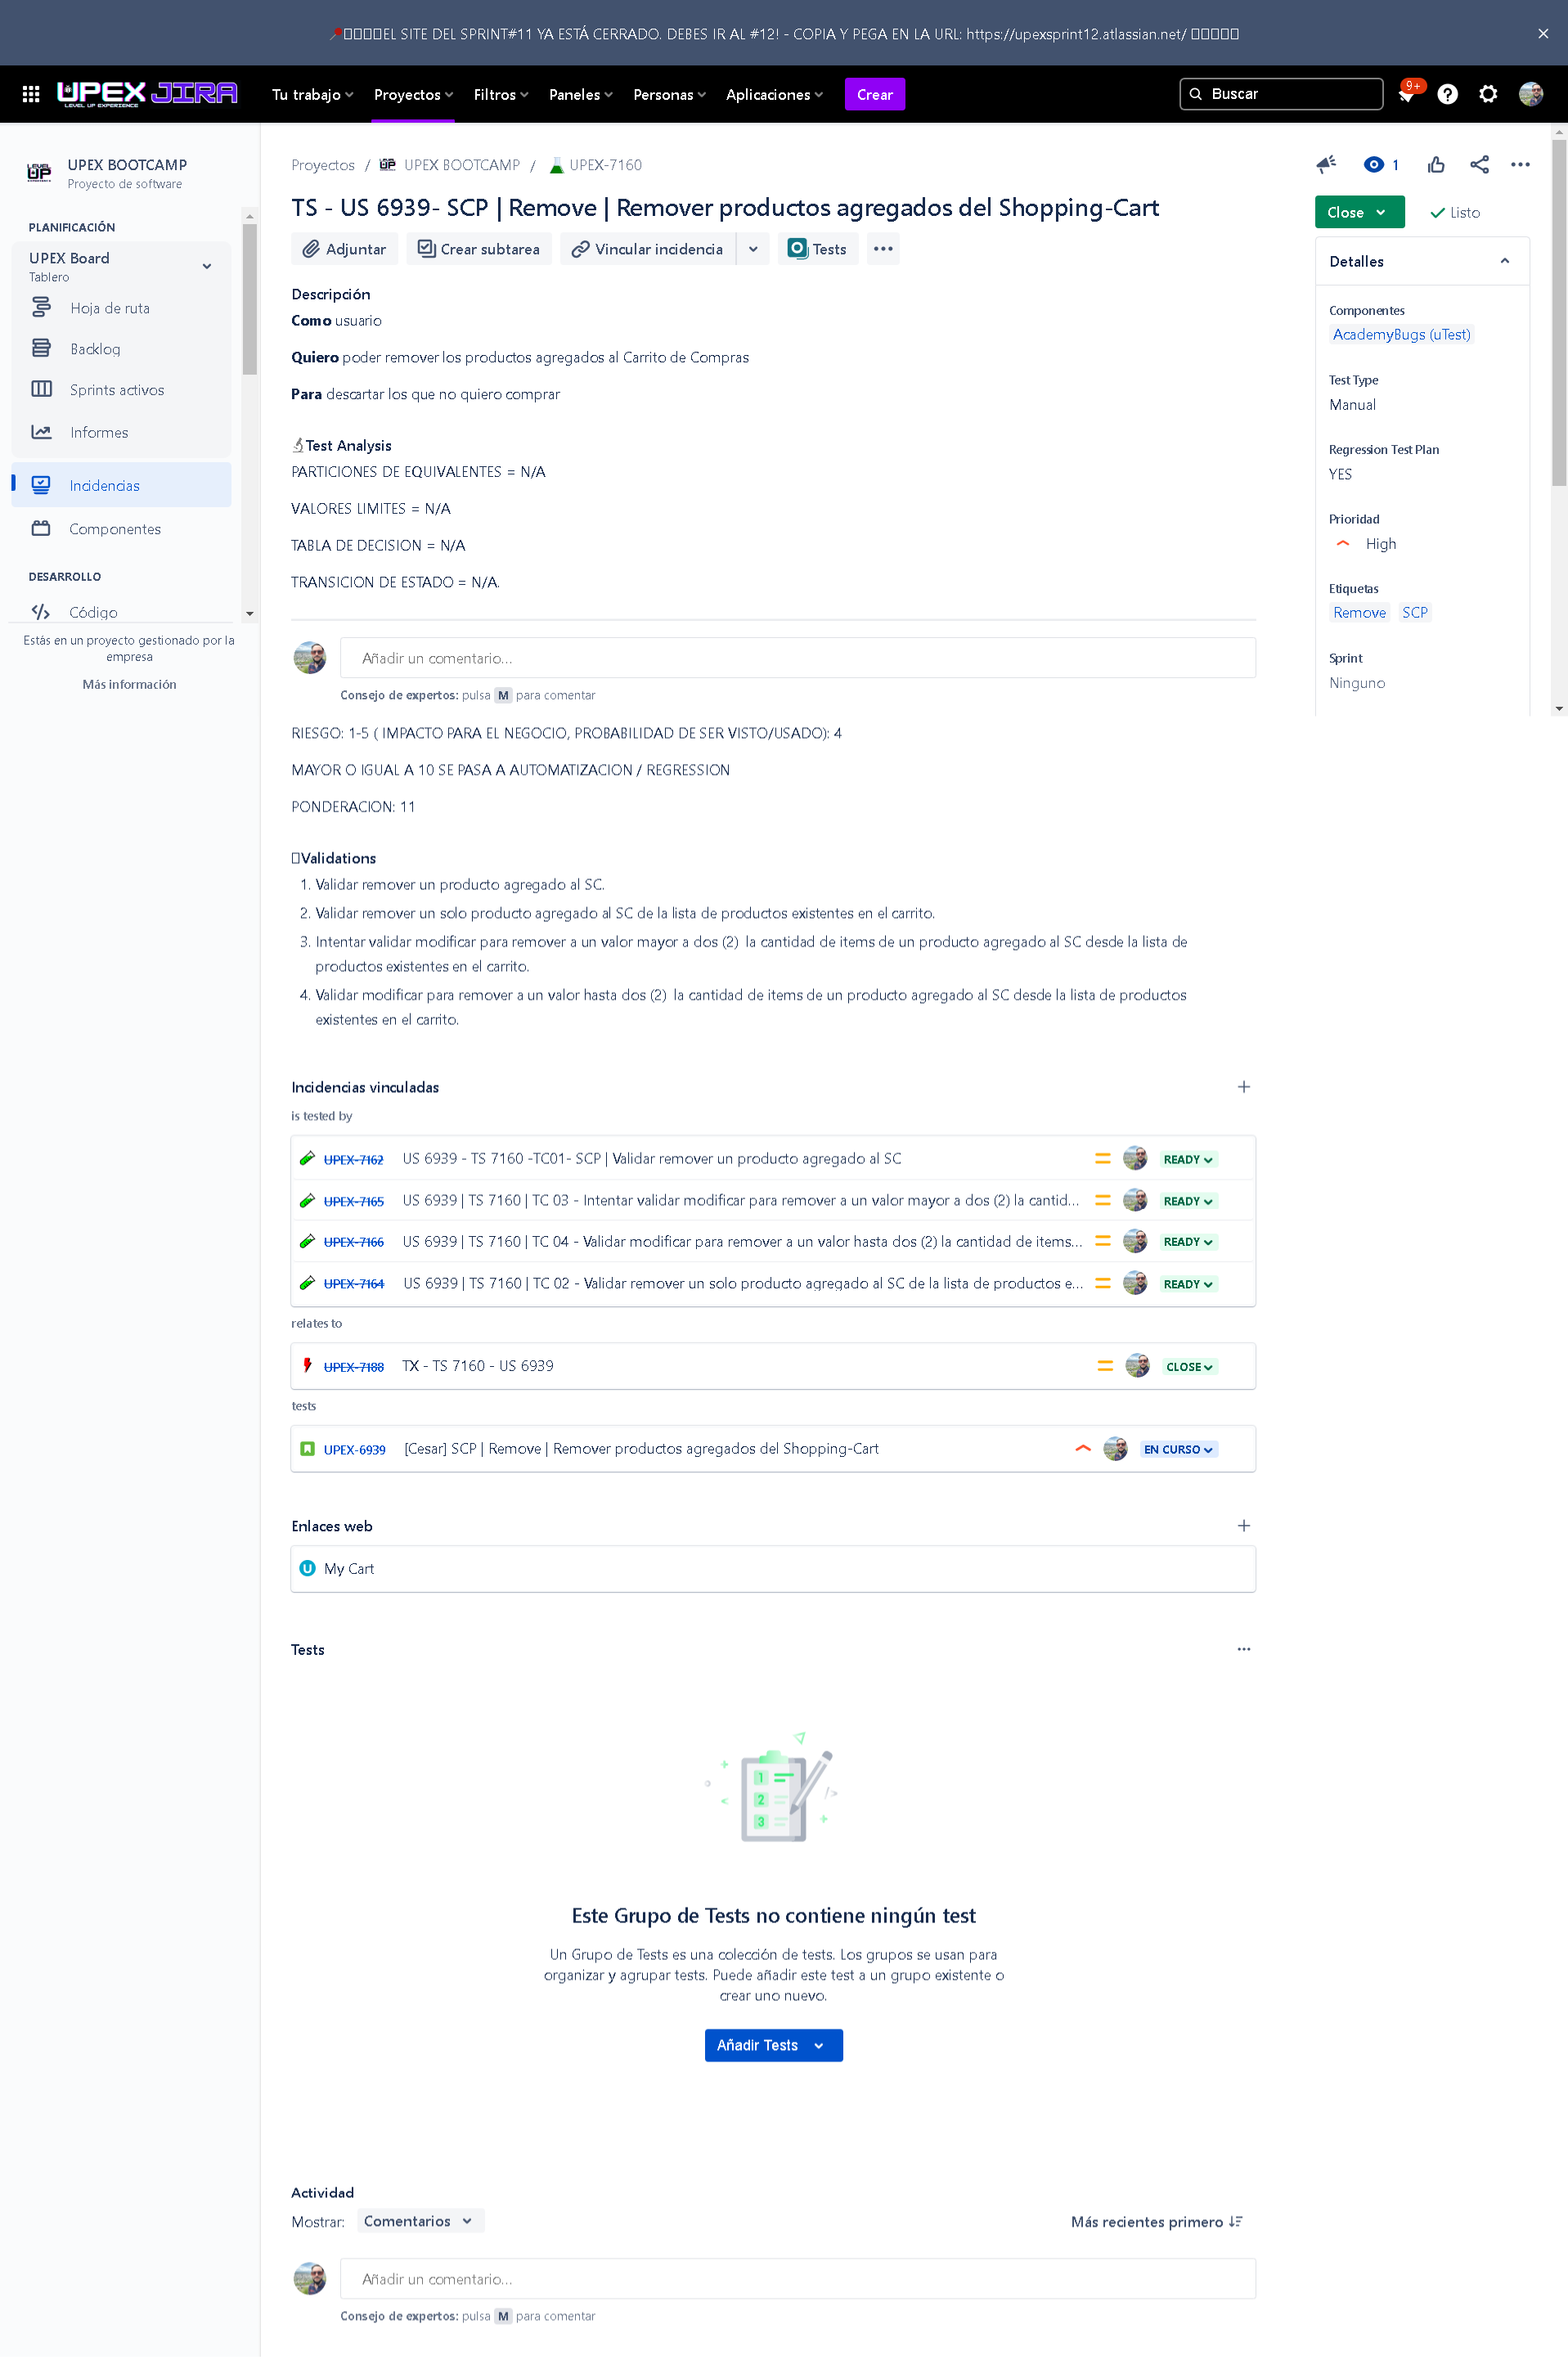 EL SITE DEL SPRINT#11 YA ESTÁ CERRADO. DEBES IR AL #12! - COPIA Y PEGA EN LA URL: https://upexsprint12.atlassian.net/
UPEX JIRA
LEVEL UP EXPERIENCE
Tu trabajo
Proyectos
Filtros
Paneles
Personas
Aplicaciones
Crear
Buscar
9+
UPEX BOOTCAMP
Proyecto de software
PLANIFICACIÓN
UPEX Board
Tablero
Hoja de ruta
Backlog
Sprints activos
Informes
Incidencias
Componentes
DESARROLLO
Código
Estás en un proyecto gestionado por la
empresa
Más información
Proyectos / UPEX BOOTCAMP / UPEX-7160
TS - US 6939- SCP | Remove | Remover productos agregados del Shopping-Cart
Adjuntar
Crear subtarea
Vincular incidencia
Tests
Descripción
Como usuario
Quiero poder remover los productos agregados al Carrito de Compras
Para descartar los que no quiero comprar
Test Analysis
PARTICIONES DE EQUIVALENTES = N/A
VALORES LIMITES = N/A
TABLA DE DECISION = N/A
TRANSICION DE ESTADO = N/A.
Añadir un comentario...
Consejo de expertos: pulsa M para comentar
RIESGO: 1-5 ( IMPACTO PARA EL NEGOCIO, PROBABILIDAD DE SER VISTO/USADO): 4
MAYOR O IGUAL A 10 SE PASA A AUTOMATIZACION / REGRESSION
PONDERACION: 11
Validations
1. Validar remover un producto agregado al SC.
2. Validar remover un solo producto agregado al SC de la lista de productos existentes en el carrito.
3. Intentar validar modificar para remover a un valor mayor a dos (2) la cantidad de items de un producto agregado al SC desde la lista de
productos existentes en el carrito.
4. Validar modificar para remover a un valor hasta dos (2) la cantidad de items de un producto agregado al SC desde la lista de productos
existentes en el carrito.
Incidencias vinculadas
is tested by
UPEX-7162 US 6939 - TS 7160 -TC01- SCP | Validar remover un producto agregado al SC READY
UPEX-7165 US 6939 | TS 7160 | TC 03 - Intentar validar modificar para remover a un valor mayor a dos (2) la cantid... READY
UPEX-7166 US 6939 | TS 7160 | TC 04 - Validar modificar para remover a un valor hasta dos (2) la cantidad de items... READY
UPEX-7164 US 6939 | TS 7160 | TC 02 - Validar remover un solo producto agregado al SC de la lista de productos e... READY
relates to
UPEX-7188 TX - TS 7160 - US 6939 CLOSE
tests
UPEX-6939 [Cesar] SCP | Remove | Remover productos agregados del Shopping-Cart EN CURSO
Enlaces web
My Cart
Tests
Este Grupo de Tests no contiene ningún test
Un Grupo de Tests es una colección de tests. Los grupos se usan para
organizar y agrupar tests. Puede añadir este test a un grupo existente o
crear uno nuevo.
Añadir Tests
Actividad
Mostrar: Comentarios
Más recientes primero
Añadir un comentario...
Consejo de expertos: pulsa M para comentar
1
Close
Listo
Detalles
Componentes
AcademyBugs (uTest)
Test Type
Manual
Regression Test Plan
YES
Prioridad
High
Etiquetas
Remove SCP
Sprint
Ninguno